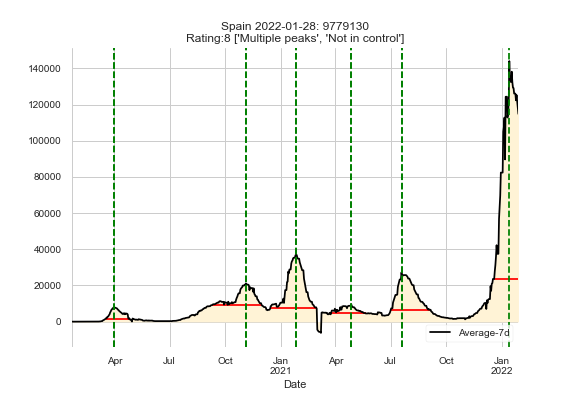 Spain 2022-01-28: 9779130
Rating:8 ['Multiple peaks', 'Not in control']
140000
120000
100000
80000
60000
40000
20000
0
Average-7d
Apr Jul Oct Jan Apr Jul Oct Jan
2021 2022
Date